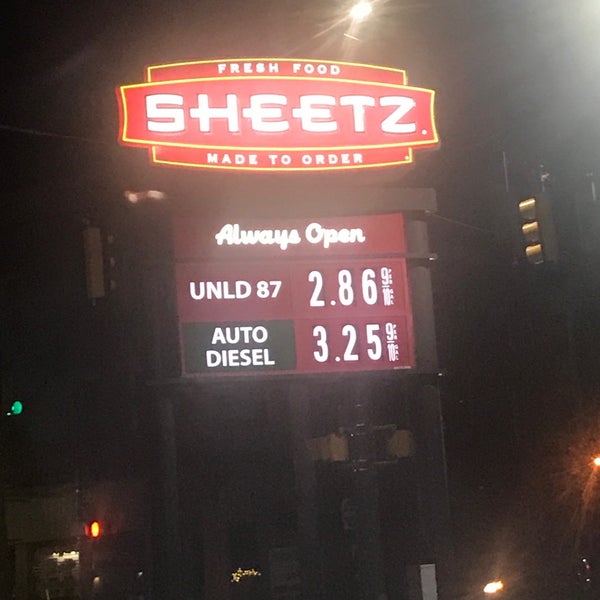 FRESH FOOD
SHEETZ
MADE TO ORDER
Always Open
UNLD 87 2.86 9/10
AUTO DIESEL 3.25 9/10